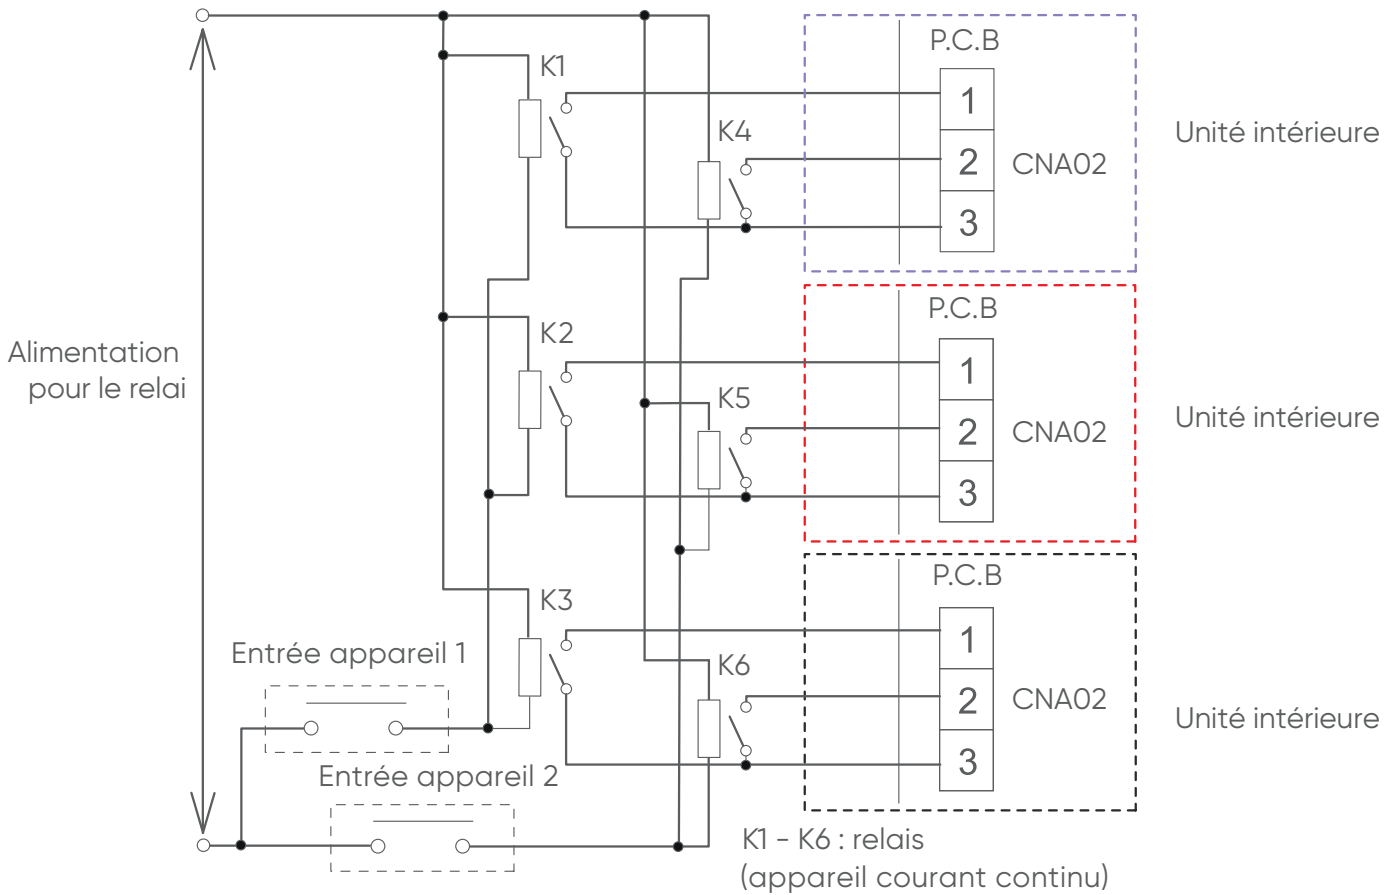 P.C.B
K1
1
K4
Unité intérieure
2
CNA02
3
P.C.B
K2
Alimentation
pour le relai
1
K5
Unité intérieure
2
CNA02
3
P.C.B
K3
1
Entrée appareil 1
K6
2
CNA02
Unité intérieure
3
Entrée appareil 2
K1 - K6 : relais
(appareil courant continu)